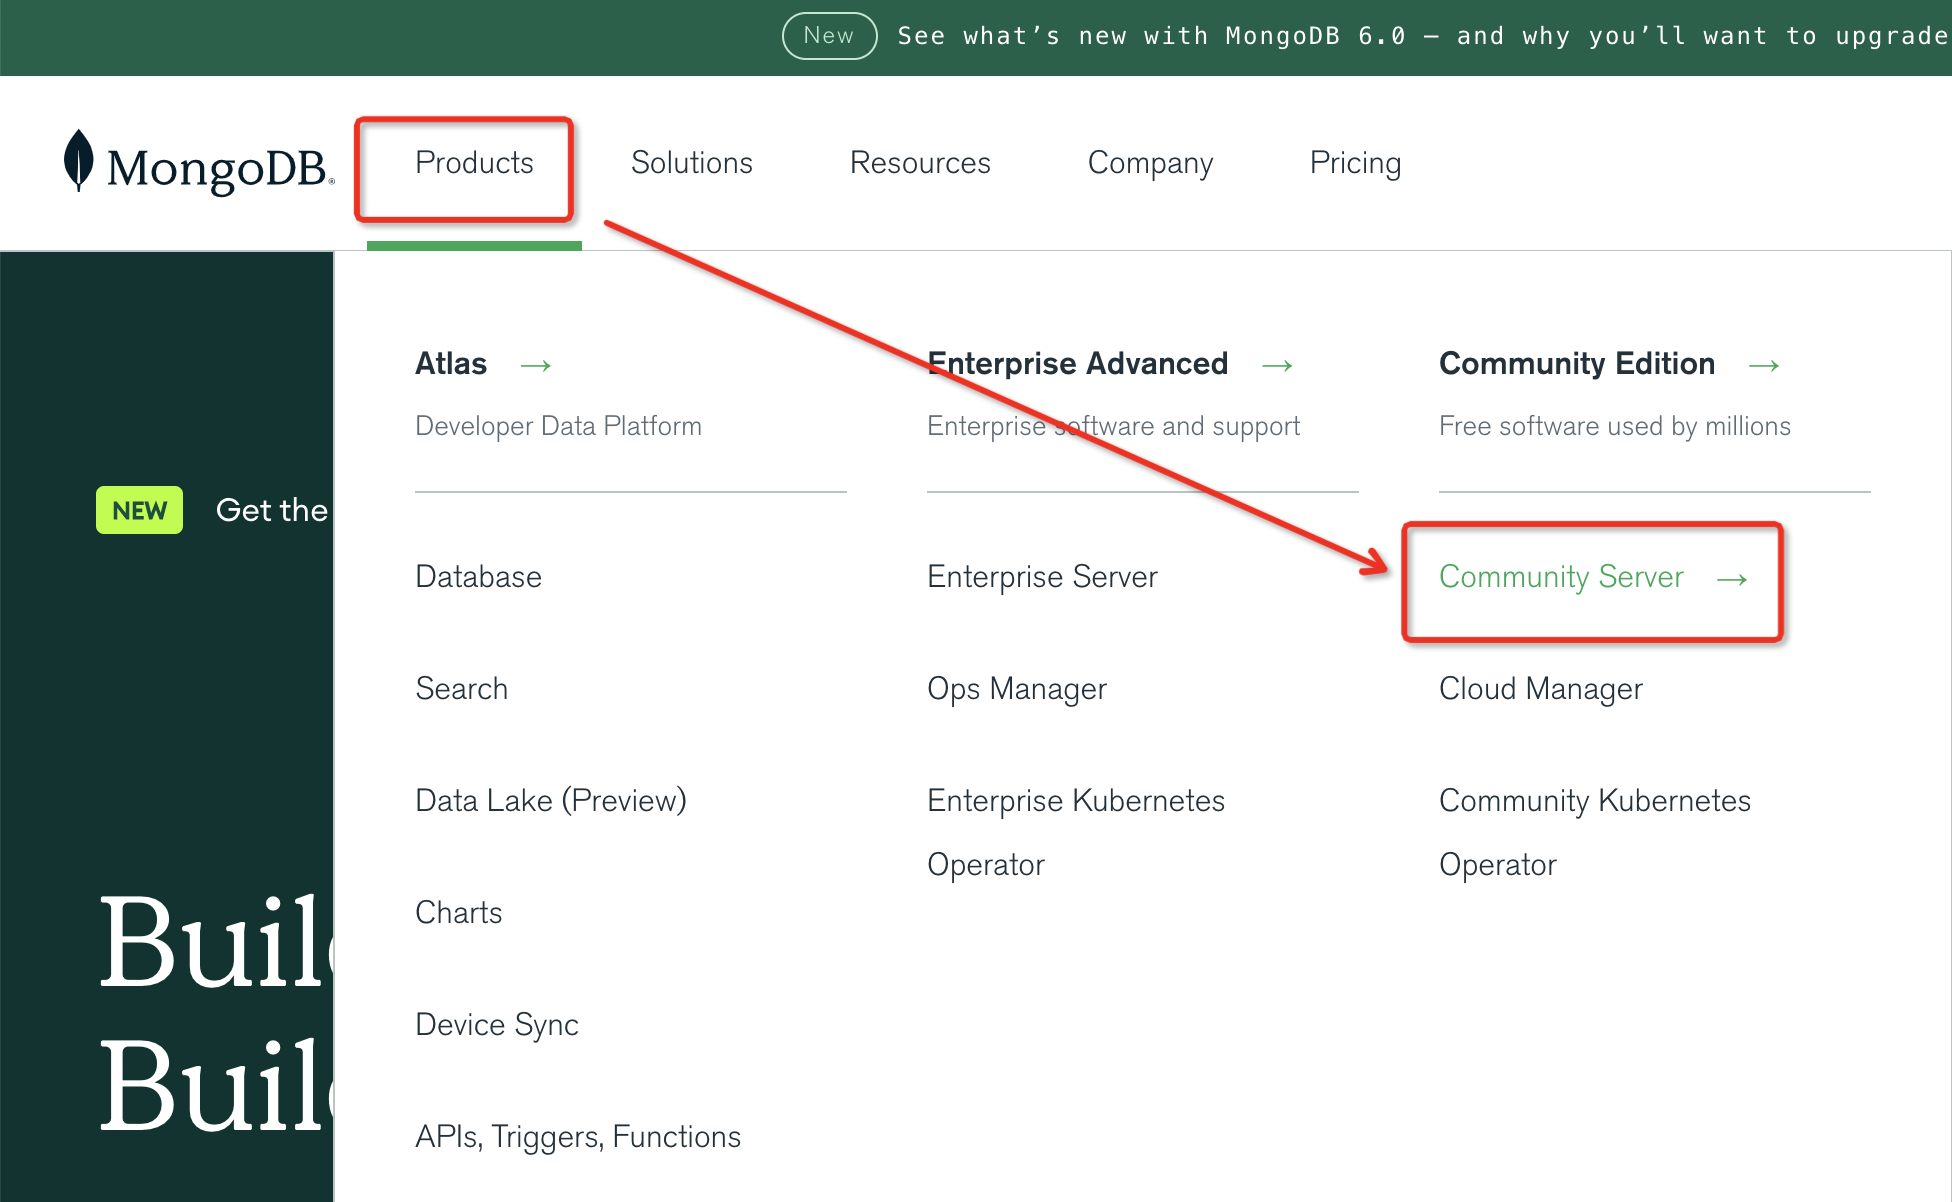 New See what’s new with MongoDB 6.0 — and why you’ll want to upgrade
MongoDB®
Products
Solutions
Resources
Company
Pricing
NEW Get the
Buil
Buil
Atlas →
Developer Data Platform
Database
Search
Data Lake (Preview)
Charts
Device Sync
APIs, Triggers, Functions
Enterprise Advanced →
Enterprise software and support
Enterprise Server
Ops Manager
Enterprise Kubernetes
Operator
Community Edition →
Free software used by millions
Community Server →
Cloud Manager
Community Kubernetes
Operator